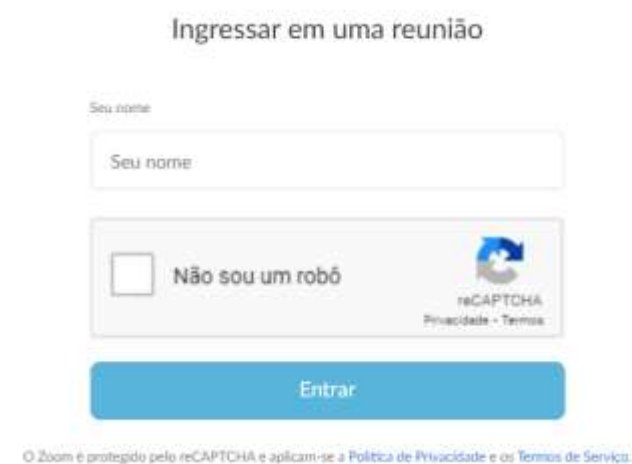 Ingressar em uma reunião
Seu nome
Seu nome
Não sou um robô
reCAPTCHA
Privacidade - Termos
Entrar
O Zoom é protegido pelo reCAPTCHA e aplicam-se a Política de Privacidade e os Termos de Serviço.